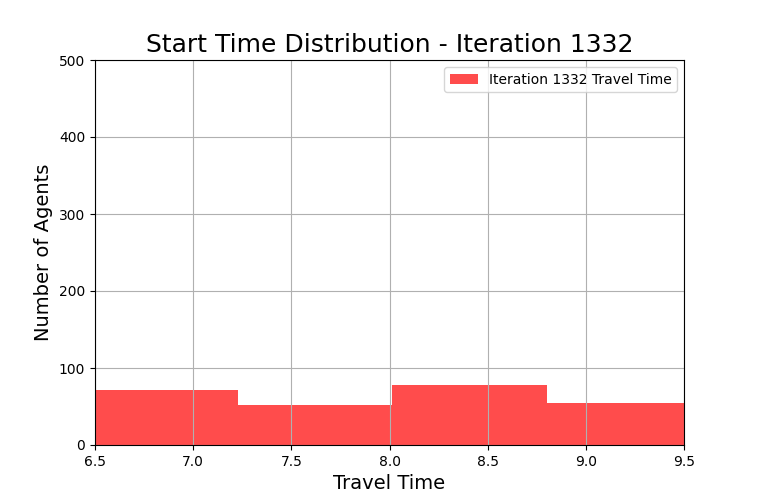 Start Time Distribution - Iteration 1332
Iteration 1332 Travel Time
Number of Agents
500
400
300
200
100
0
6.5 7.0 7.5 8.0 8.5 9.0 9.5
Travel Time